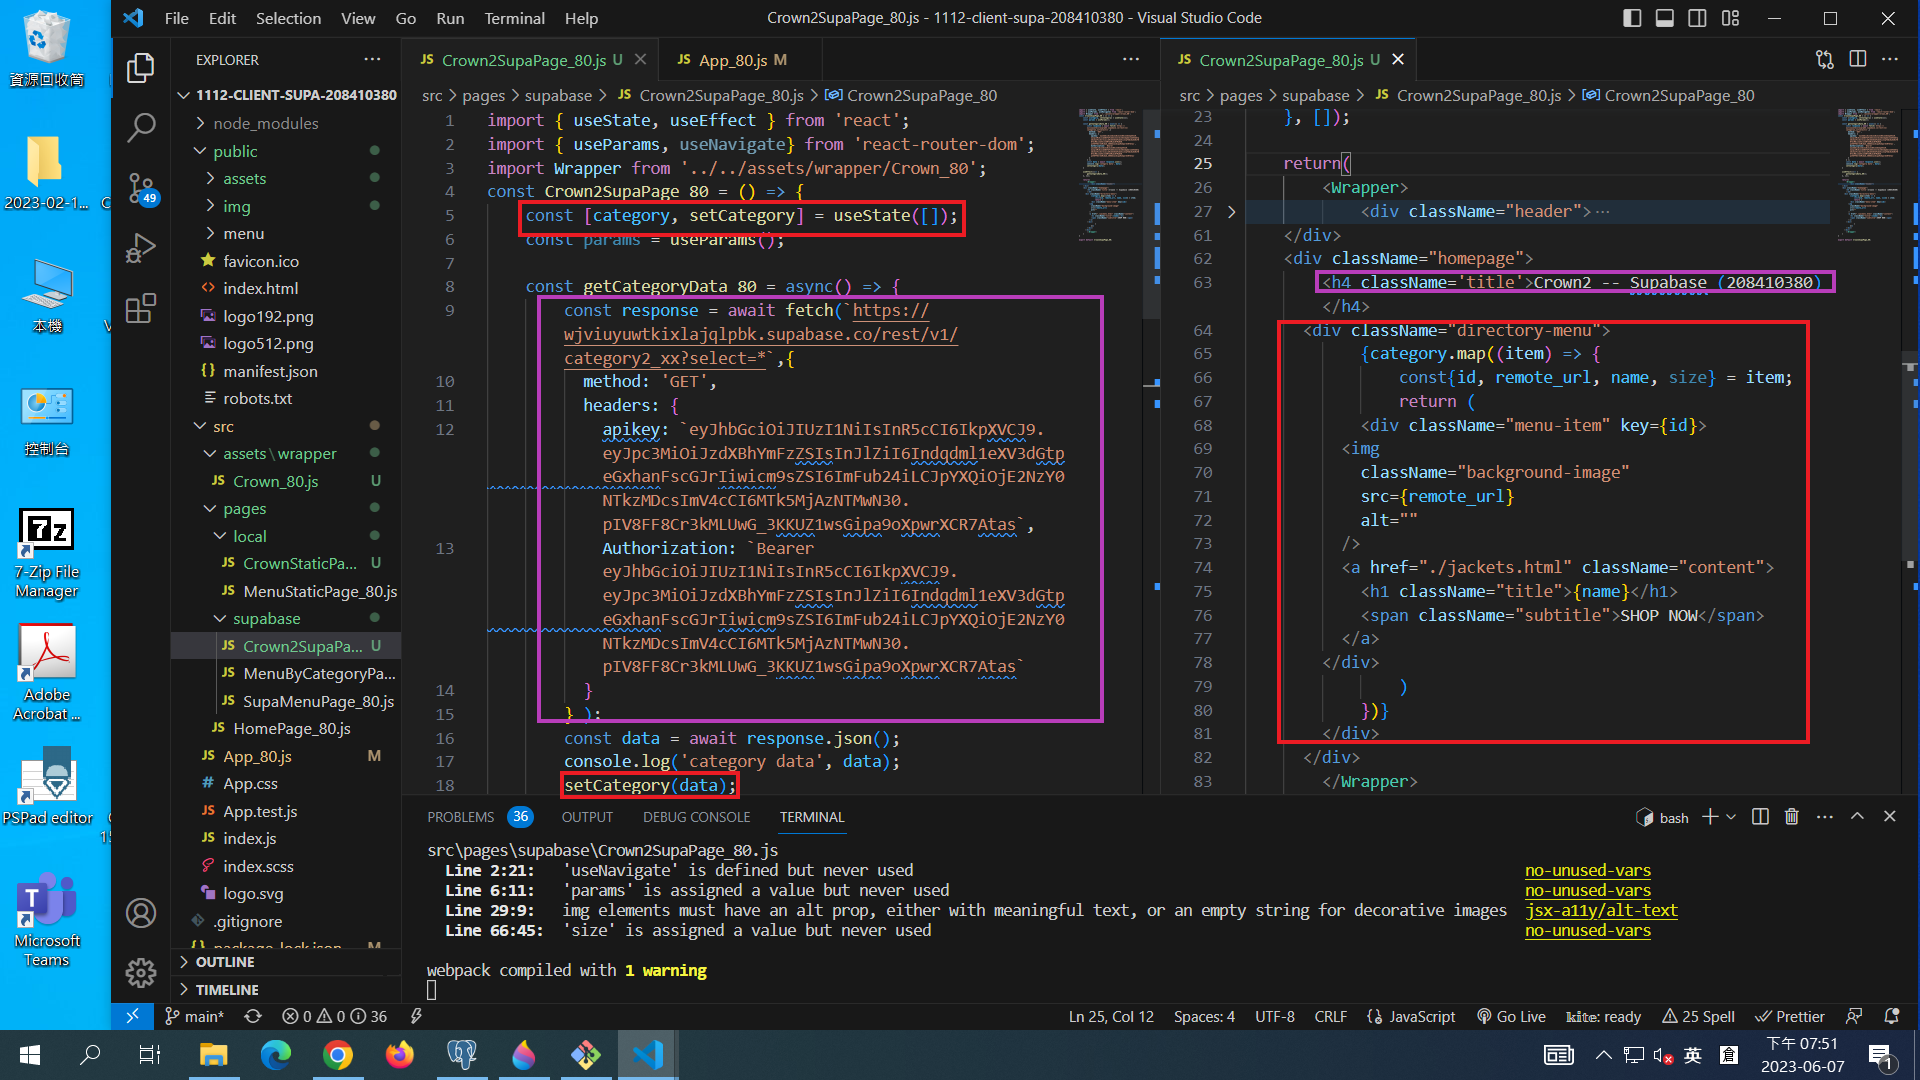 資源回收筒
2023-02-1...
本機
控制台
7-Zip File
Manager
Adobe
Acrobat ...
PSPad editor
Microsoft
Teams
File Edit Selection View Go Run Terminal Help
Crown2SupaPage_80.js - 1112-client-supa-208410380 - Visual Studio Code
EXPLORER
1112-CLIENT-SUPA-208410380
node_modules
public
assets
img
menu
favicon.ico
index.html
logo192.png
logo512.png
manifest.json
robots.txt
src
assets\wrapper
Crown_80.js U
pages
local
CrownStaticPa... U
MenuStaticPage_80.js
supabase
Crown2SupaPa... U
MenuByCategoryPa...
SupaMenuPage_80.js
HomePage_80.js
App_80.js M
App.css
App.test.js
index.js
index.scss
logo.svg
.gitignore
package-lock.json M
OUTLINE
TIMELINE
49
Crown2SupaPage_80.js U
App_80.js M
src > pages > supabase > JS Crown2SupaPage_80.js > Crown2SupaPage_80
1 import { useState, useEffect } from 'react';
2 import { useParams, useNavigate} from 'react-router-dom';
3 import Wrapper from '../../assets/wrapper/Crown_80';
4 const Crown2SupaPage_80 = () => {
5 const [category, setCategory] = useState([]);
6 const params = useParams();
7
8 const getCategoryData_80 = async() => {
9 const response = await fetch(`https://
wjviuyuwtkixlajqlpbk.supabase.co/rest/v1/
category2_xx?select=*`,{
10 method: 'GET',
11 headers: {
12 apikey: `eyJhbGciOiJIUzI1NiIsInR5cCI6IkpXVCJ9.
eyJpc3MiOiJzdXBhYmFzZSIsInJlZiI6Indqdml1eXV3dGtp
eGxhanFscGJrIiwicm9sZSI6ImFub24iLCJpYXQiOjE2NzY0
NTkzMDcsImV4cCI6MTk5MjAzNTMwN30.
pIV8FF8Cr3kMLUwG_3KKUZ1wsGipa9oXpwrXCR7Atas`,
13 Authorization: `Bearer
eyJhbGciOiJIUzI1NiIsInR5cCI6IkpXVCJ9.
eyJpc3MiOiJzdXBhYmFzZSIsInJlZiI6Indqdml1eXV3dGtp
eGxhanFscGJrIiwicm9sZSI6ImFub24iLCJpYXQiOjE2NzY0
NTkzMDcsImV4cCI6MTk5MjAzNTMwN30.
pIV8FF8Cr3kMLUwG_3KKUZ1wsGipa9oXpwrXCR7Atas`
14 }
15 } );
16 const data = await response.json();
17 console.log('category data', data);
18 setCategory(data);
Crown2SupaPage_80.js U
src > pages > supabase > JS Crown2SupaPage_80.js > Crown2SupaPage_80
23 }, []);
24
25 return(
26 <Wrapper>
27 <div className="header">...
61 </div>
62 <div className="homepage">
63 <h4 className='title'>Crown2 -- Supabase (208410380)
</h4>
64 <div className="directory-menu">
65 {category.map((item) => {
66 const{id, remote_url, name, size} = item;
67 return (
68 <div className="menu-item" key={id}>
69 <img
70 className="background-image"
71 src={remote_url}
72 alt=""
73 />
74 <a href="./jackets.html" className="content">
75 <h1 className="title">{name}</h1>
76 <span className="subtitle">SHOP NOW</span>
77 </a>
78 </div>
79 )
80 })}
81 </div>
82 </div>
83 </Wrapper>
PROBLEMS 36 OUTPUT DEBUG CONSOLE TERMINAL
bash
src\pages\supabase\Crown2SupaPage_80.js
Line 2:21: 'useNavigate' is defined but never used no-unused-vars
Line 6:11: 'params' is assigned a value but never used no-unused-vars
Line 29:9: img elements must have an alt prop, either with meaningful text, or an empty string for decorative images jsx-a11y/alt-text
Line 66:45: 'size' is assigned a value but never used no-unused-vars
webpack compiled with 1 warning
main* 0 0 36
Ln 25, Col 12 Spaces: 4 UTF-8 CRLF JavaScript Go Live kite: ready 25 Spell Prettier
英
倉
下午 07:51
2023-06-07
1